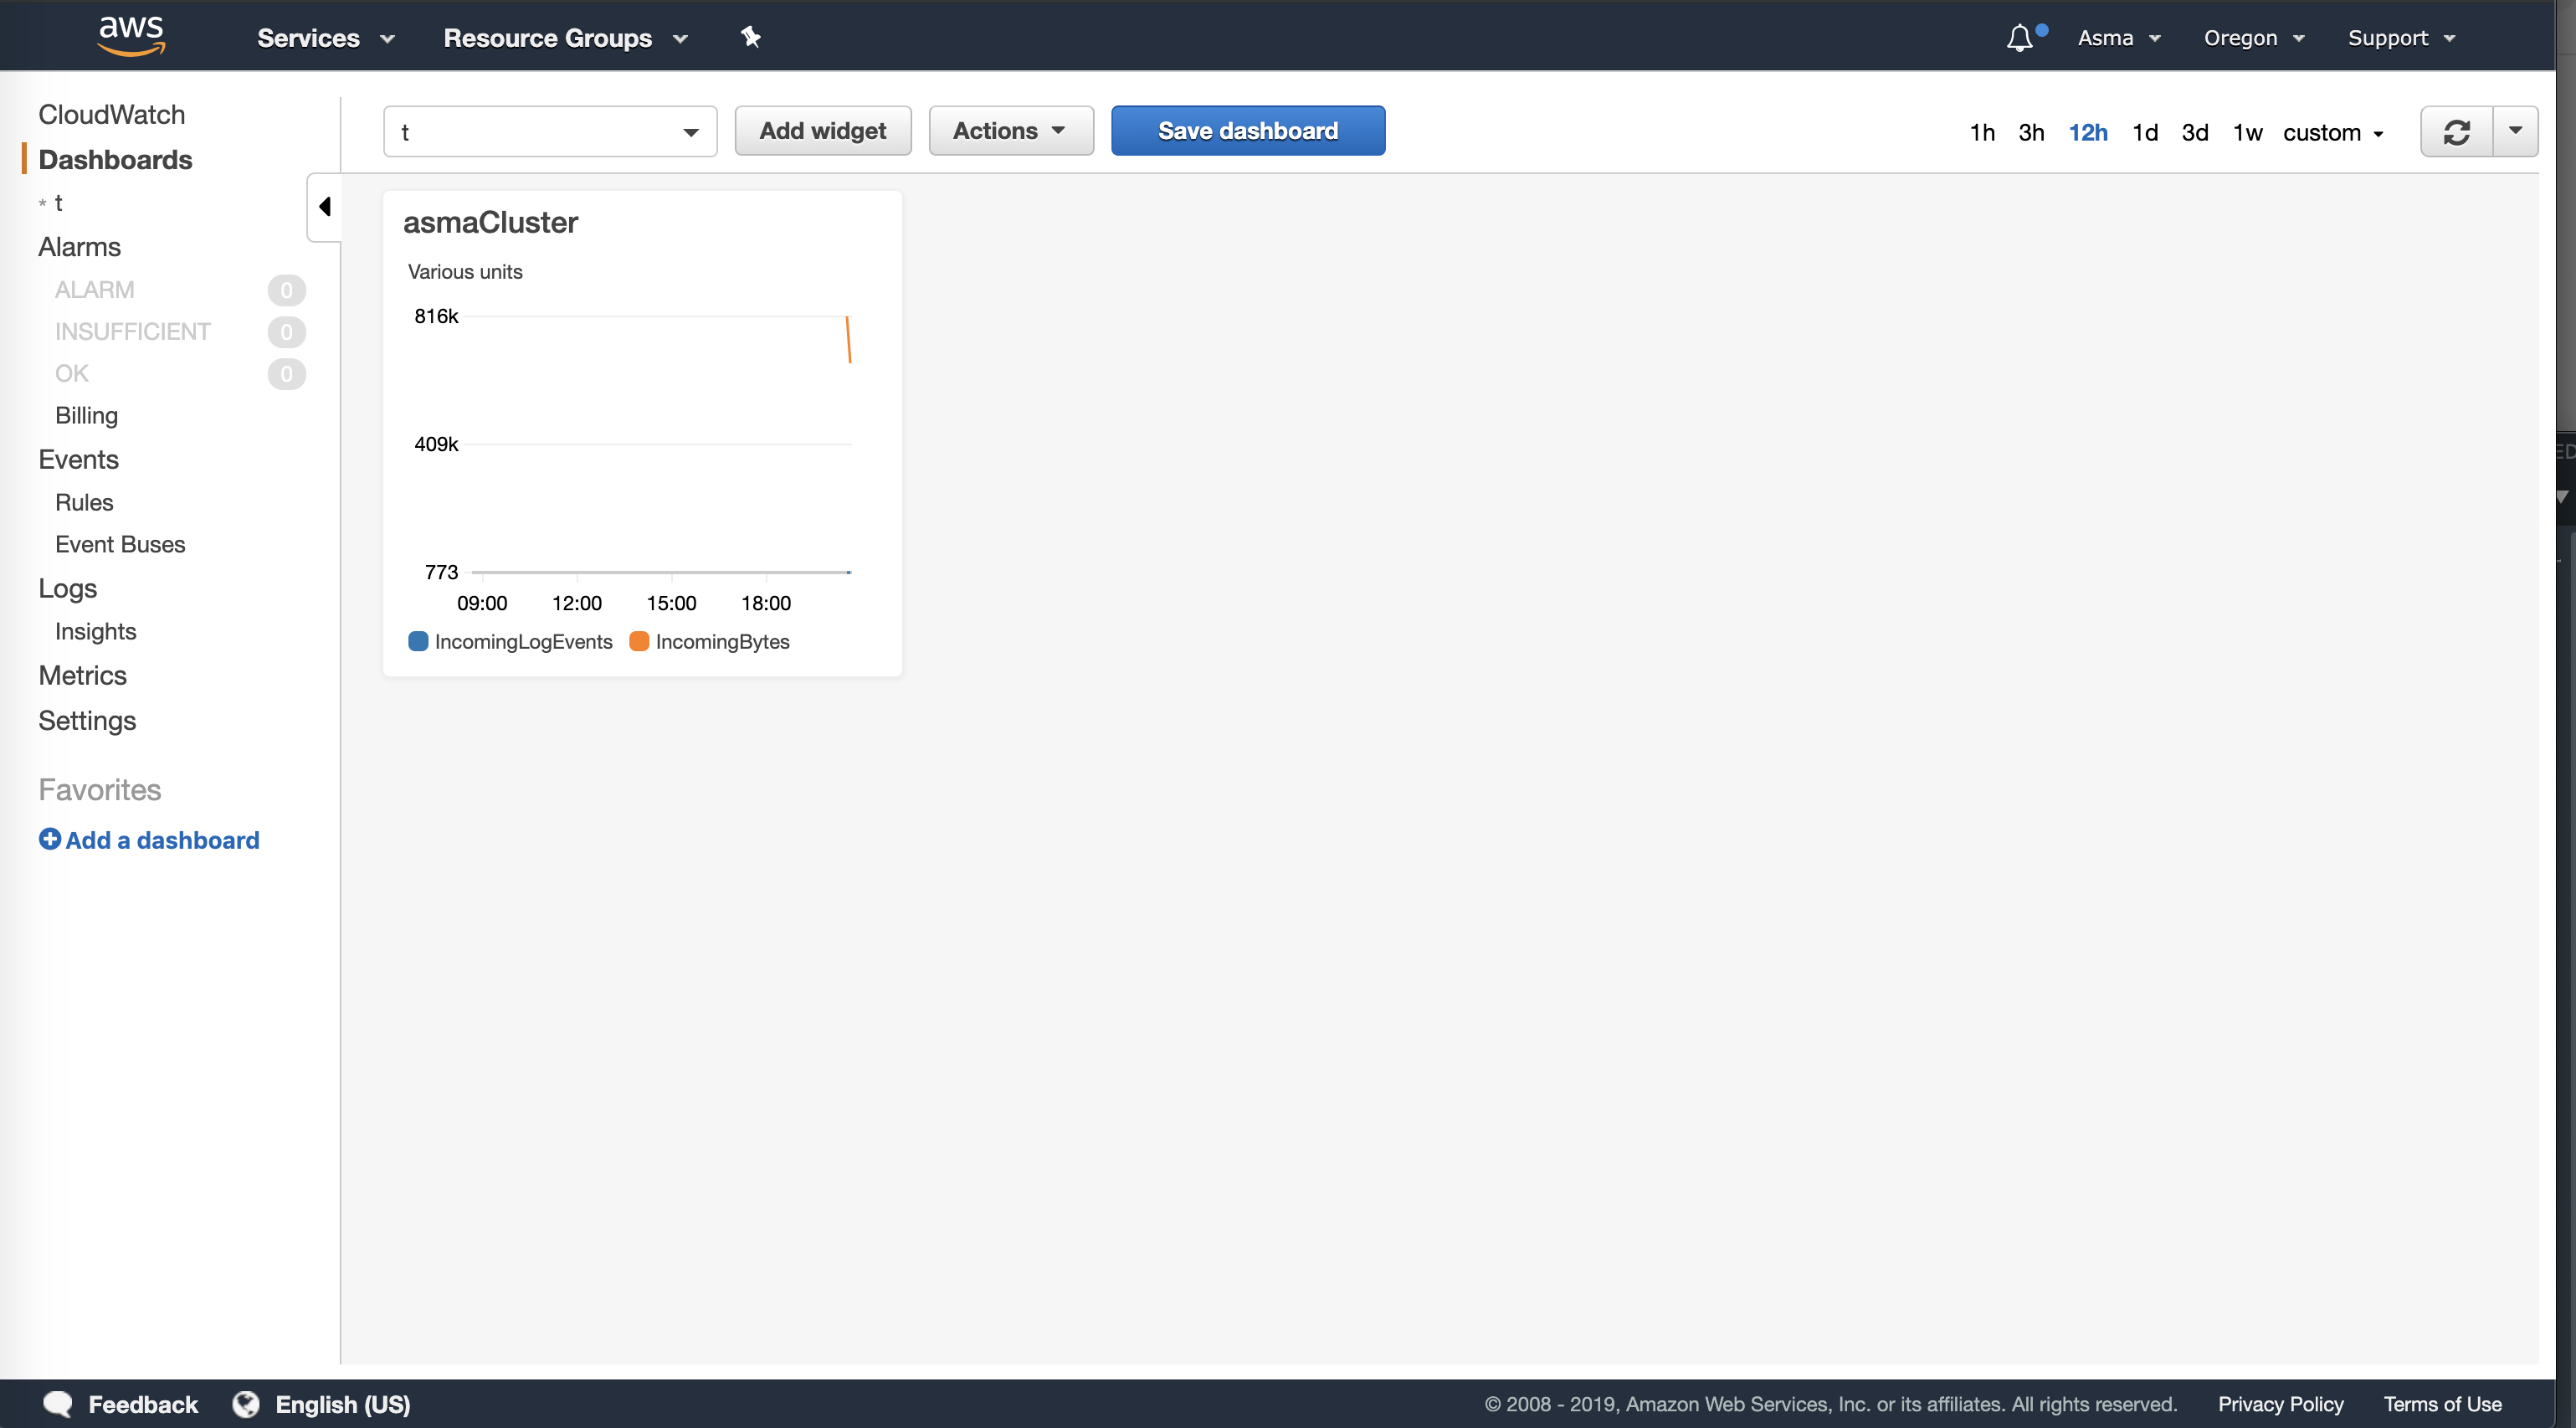 aws Services Resource Groups Asma Oregon Support
CloudWatch
Dashboards
* t
Alarms
ALARM 0
INSUFFICIENT 0
OK 0
Billing
Events
Rules
Event Buses
Logs
Insights
Metrics
Settings
Favorites
Add a dashboard
t Add widget Actions Save dashboard 1h 3h 12h 1d 3d 1w custom
asmaCluster
Various units
816k
409k
773
09:00 12:00 15:00 18:00
IncomingLogEvents IncomingBytes
ED
Feedback English (US) © 2008 - 2019, Amazon Web Services, Inc. or its affiliates. All rights reserved. Privacy Policy Terms of Use